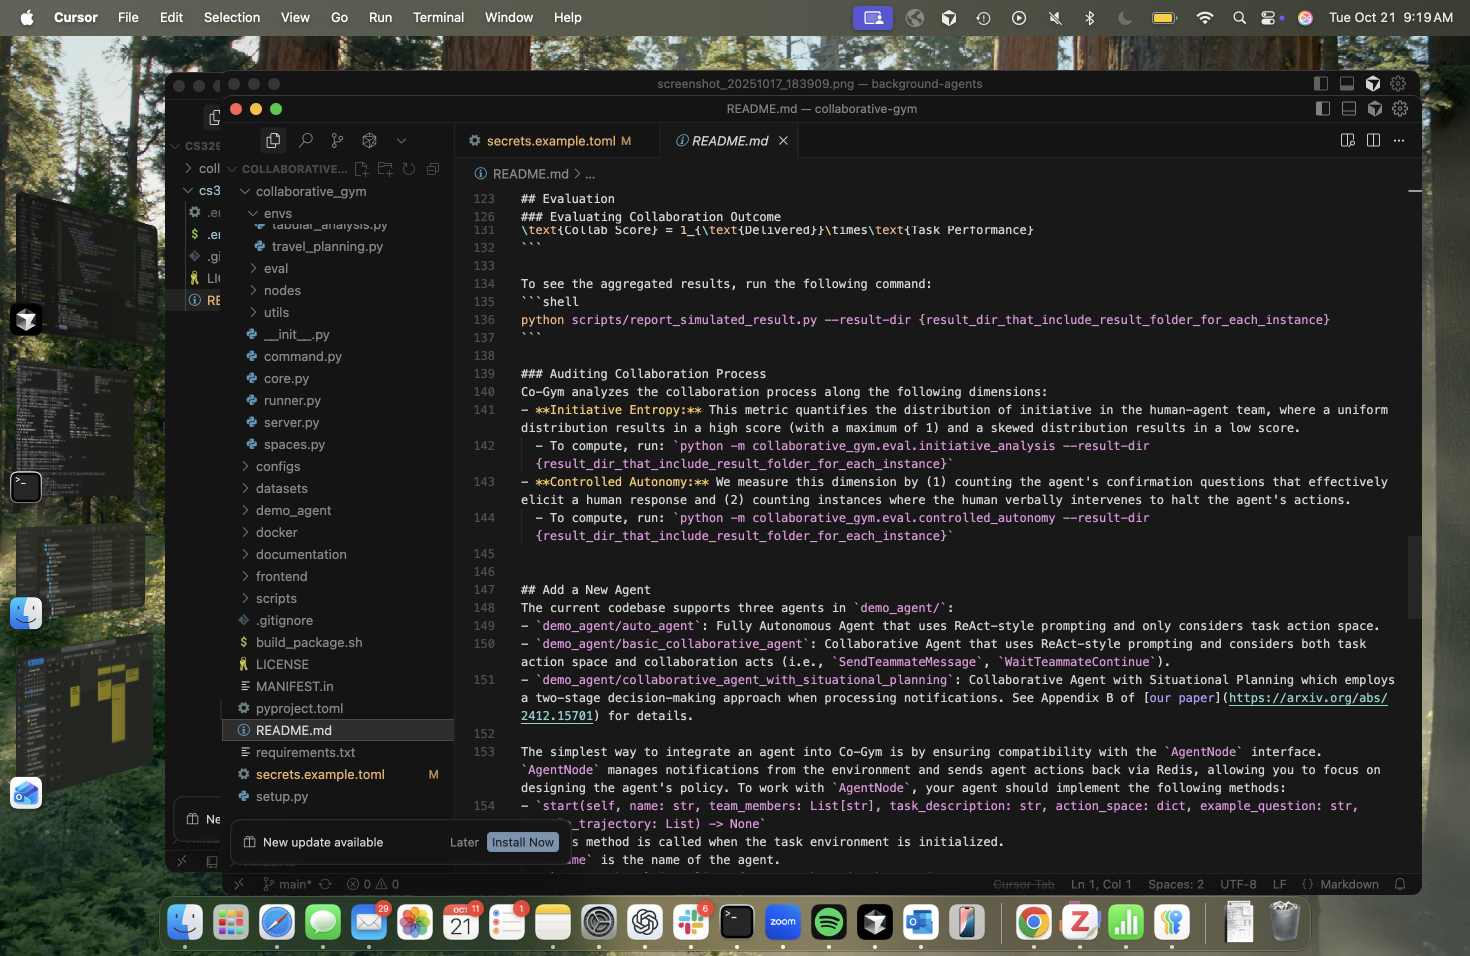 Cursor File Edit Selection View Go Run Terminal Window Help
Tue Oct 21 9:19 AM
screenshot_20251017_183909.png — background-agents
README.md — collaborative-gym
secrets.example.toml M
README.md
README.md > ...
CS329
coll
cs3
.er
.er
.gi
LI
RE
Ne
COLLABORATIVE...
collaborative_gym
envs
tabular_analysis.py
travel_planning.py
eval
nodes
utils
__init__.py
command.py
core.py
runner.py
server.py
spaces.py
configs
datasets
demo_agent
docker
documentation
frontend
scripts
.gitignore
build_package.sh
LICENSE
MANIFEST.in
pyproject.toml
README.md
requirements.txt
secrets.example.toml M
setup.py
123 ## Evaluation
126 ### Evaluating Collaboration Outcome
131 \text{Collab Score} = 1_{\text{Delivered}}\times\text{Task Performance}
132 ```
133
134 To see the aggregated results, run the following command:
135 ```shell
136 python scripts/report_simulated_result.py --result-dir {result_dir_that_include_result_folder_for_each_instance}
137 ```
138
139 ### Auditing Collaboration Process
140 Co-Gym analyzes the collaboration process along the following dimensions:
141 - **Initiative Entropy:** This metric quantifies the distribution of initiative in the human-agent team, where a uniform
distribution results in a high score (with a maximum of 1) and a skewed distribution results in a low score.
142 - To compute, run: `python -m collaborative_gym.eval.initiative_analysis --result-dir
{result_dir_that_include_result_folder_for_each_instance}`
143 - **Controlled Autonomy:** We measure this dimension by (1) counting the agent's confirmation questions that effectively
elicit a human response and (2) counting instances where the human verbally intervenes to halt the agent's actions.
144 - To compute, run: `python -m collaborative_gym.eval.controlled_autonomy --result-dir
{result_dir_that_include_result_folder_for_each_instance}`
145
146
147 ## Add a New Agent
148 The current codebase supports three agents in `demo_agent/`:
149 - `demo_agent/auto_agent`: Fully Autonomous Agent that uses ReAct-style prompting and only considers task action space.
150 - `demo_agent/basic_collaborative_agent`: Collaborative Agent that uses ReAct-style prompting and considers both task
action space and collaboration acts (i.e., `SendTeammateMessage`, `WaitTeammateContinue`).
151 - `demo_agent/collaborative_agent_with_situational_planning`: Collaborative Agent with Situational Planning which employs
a two-stage decision-making approach when processing notifications. See Appendix B of [our paper](https://arxiv.org/abs/
2412.15701) for details.
152
153 The simplest way to integrate an agent into Co-Gym is by ensuring compatibility with the `AgentNode` interface.
`AgentNode` manages notifications from the environment and sends agent actions back via Redis, allowing you to focus on
designing the agent's policy. To work with `AgentNode`, your agent should implement the following methods:
154 - `start(self, name: str, team_members: List[str], task_description: str, action_space: dict, example_question: str,
_trajectory: List) -> None`
s method is called when the task environment is initialized.
ame` is the name of the agent.
New update available Later Install Now
main* 0 0
Cursor Tab Ln 1, Col 1 Spaces: 2 UTF-8 LF {} Markdown
29
OCT 11
21
1
6
zoom